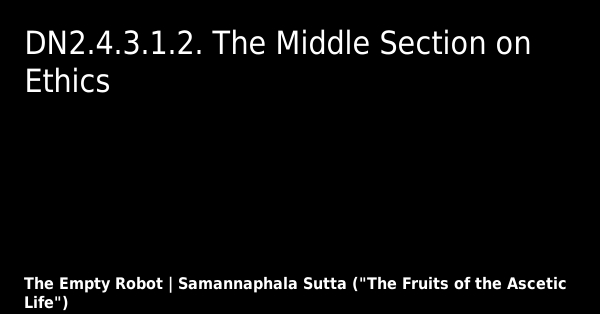 DN2.4.3.1.2. The Middle Section on
Ethics
The Empty Robot | Samannaphala Sutta ("The Fruits of the Ascetic
Life")